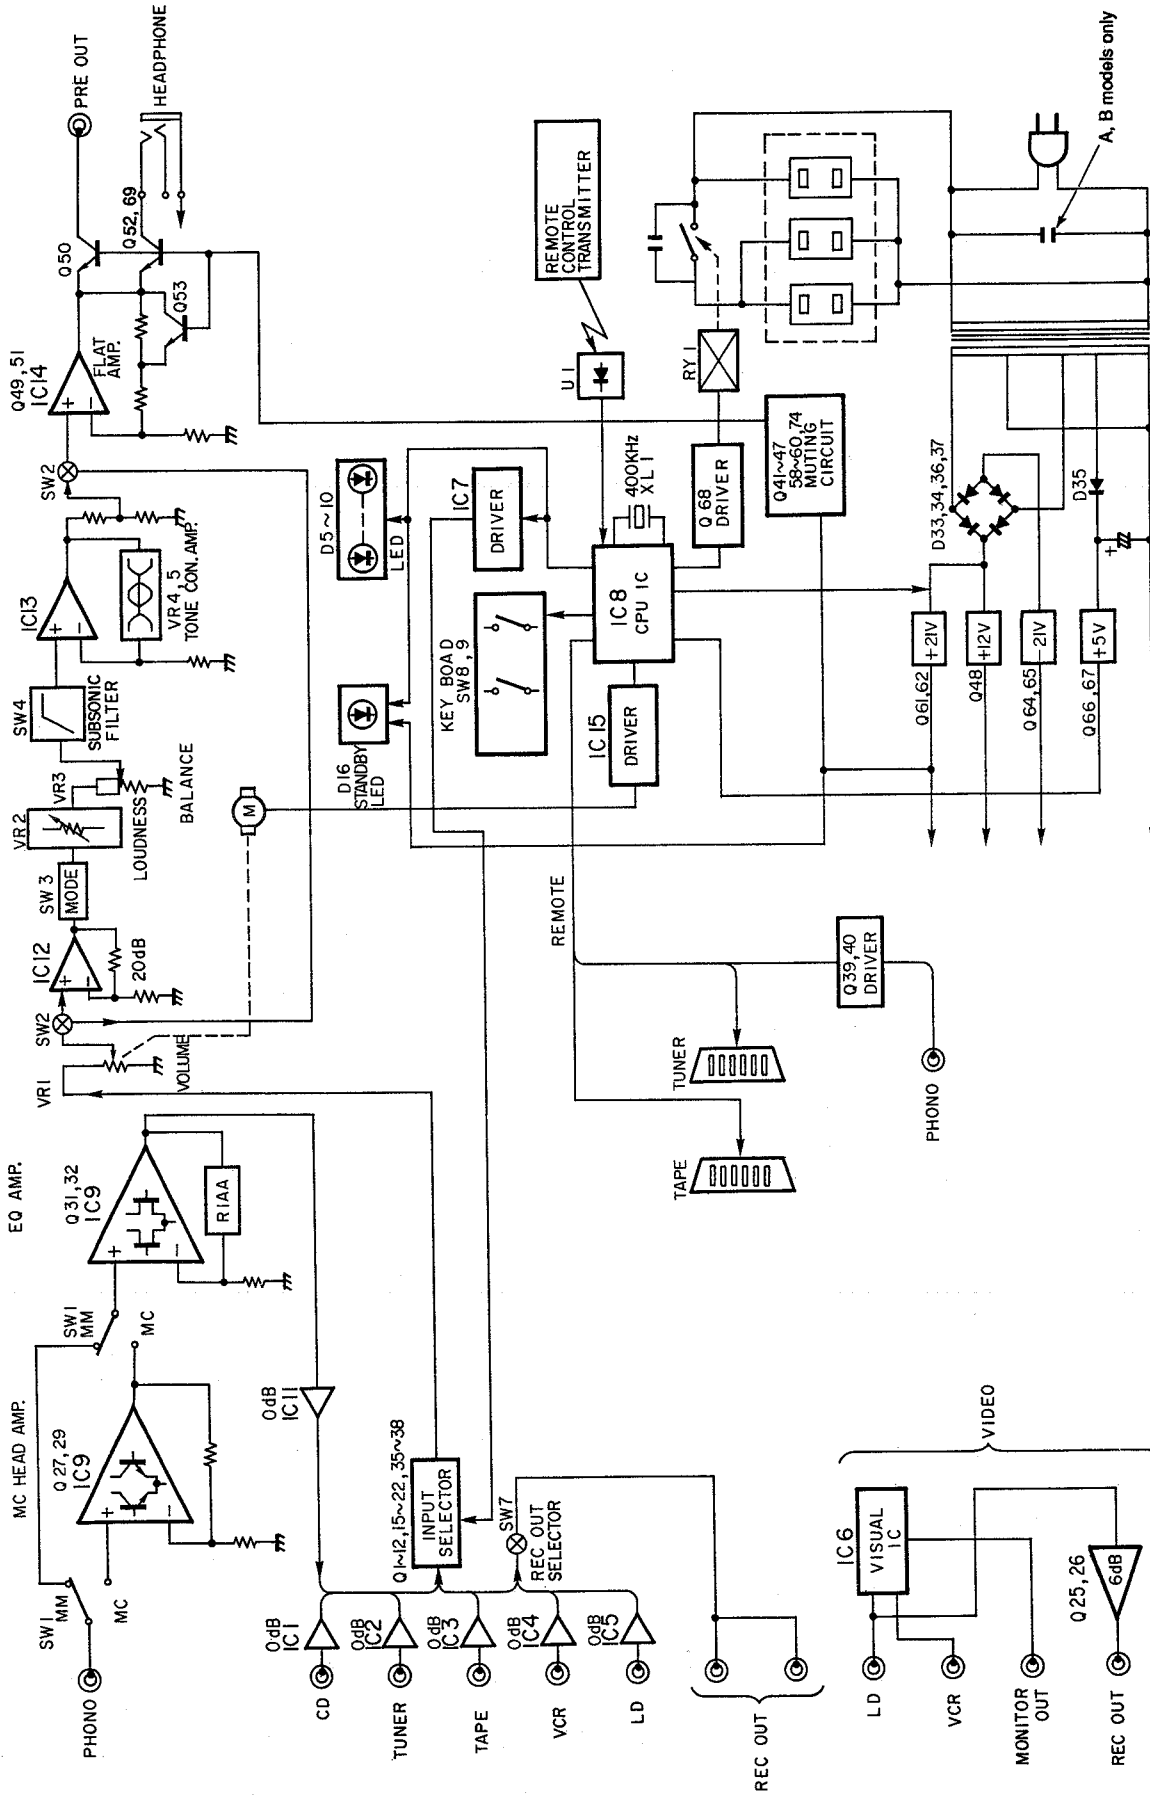 PHONO
SW1
MM
MC
MC HEAD AMP.
Q27,29
IC9
SW1
MM
MC
EQ AMP.
Q31,32
IC9
RIAA
VR1
VOLUME
SW2
IC12
20dB
SW3
MODE
VR2
LOUDNESS
VR3
BALANCE
SW4
SUBSONIC
FILTER
IC13
VR4,5
TONE CON. AMP.
SW2
Q49,51
IC14
FLAT
AMP.
Q50
Q52,69
Q53
PRE OUT
HEADPHONE
CD
0dB
IC1
TUNER
0dB
IC2
TAPE
0dB
IC3
VCR
0dB
IC4
LD
0dB
IC5
0dB
IC11
Q1~12,15~22,35~38
INPUT
SELECTOR
SW7
REC OUT
SELECTOR
REC OUT
M
D16
STANDBY
LED
D5~10
LED
KEY BOAD
SW8,9
IC7
DRIVER
IC15
DRIVER
IC8
CPU IC
400KHz
XL1
U1
REMOTE
CONTROL
TRANSMITTER
Q68
DRIVER
RY1
Q41~47
58~60,74
MUTING
CIRCUIT
REMOTE
TAPE
TUNER
PHONO
Q39,40
DRIVER
Q61,62
+21V
Q48
+12V
Q64,65
-21V
Q66,67
+5V
D33,34,36,37
D35
+
A, B models only
LD
VCR
MONITOR
OUT
REC OUT
IC6
VISUAL
IC
Q25,26
6dB
VIDEO